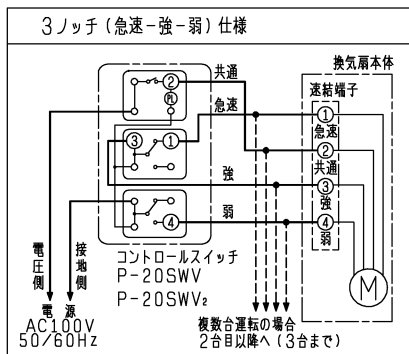 3ノッチ(急速-強-弱)仕様
換気扇本体
速結端子
共通
② 
PL
急速
③ ①
強
④
弱
① 
急速
②
共通
③
強
④
弱
M
コントロールスイッチ
P-20SWV
P-20SWV₂
電圧側
接地側
電源
AC100V
50/60Hz
複数台運転の場合
2台目以降へ(3台まで)